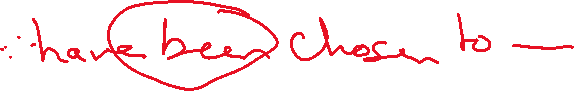 have been chosen to —